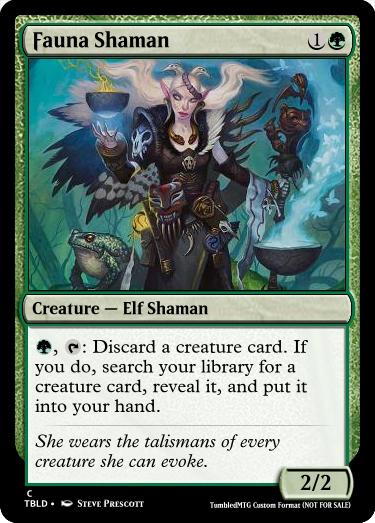 Fauna Shaman 1
Creature — Elf Shaman
, : Discard a creature card. If
you do, search your library for a
creature card, reveal it, and put it
into your hand.
She wears the talismans of every
creature she can evoke.
2/2
C
TBLD • Steve Prescott
TumbledMTG Custom Format (NOT FOR SALE)